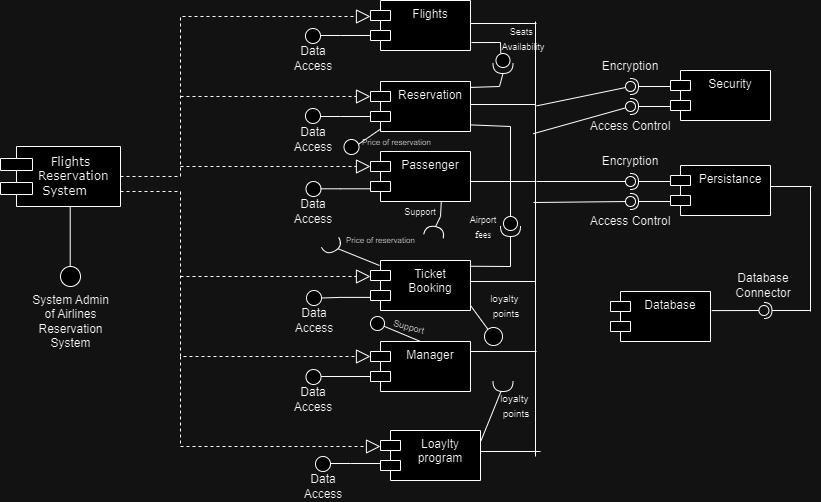 Flights
Seats
Availability
Data
Access
Encryption
Security
Reservation
Access Control
Data
Access
Price of reservation
Flights
Reservation
System
Passenger
Encryption
Persistance
Data
Access
Support
Airport
fees
Access Control
Price of reservation
Ticket
Booking
Database
Connector
System Admin
of Airlines
Reservation
System
Data
Access
loyalty
points
Database
Support
Manager
Data
Access
loyalty
points
Loaylty
program
Data
Access